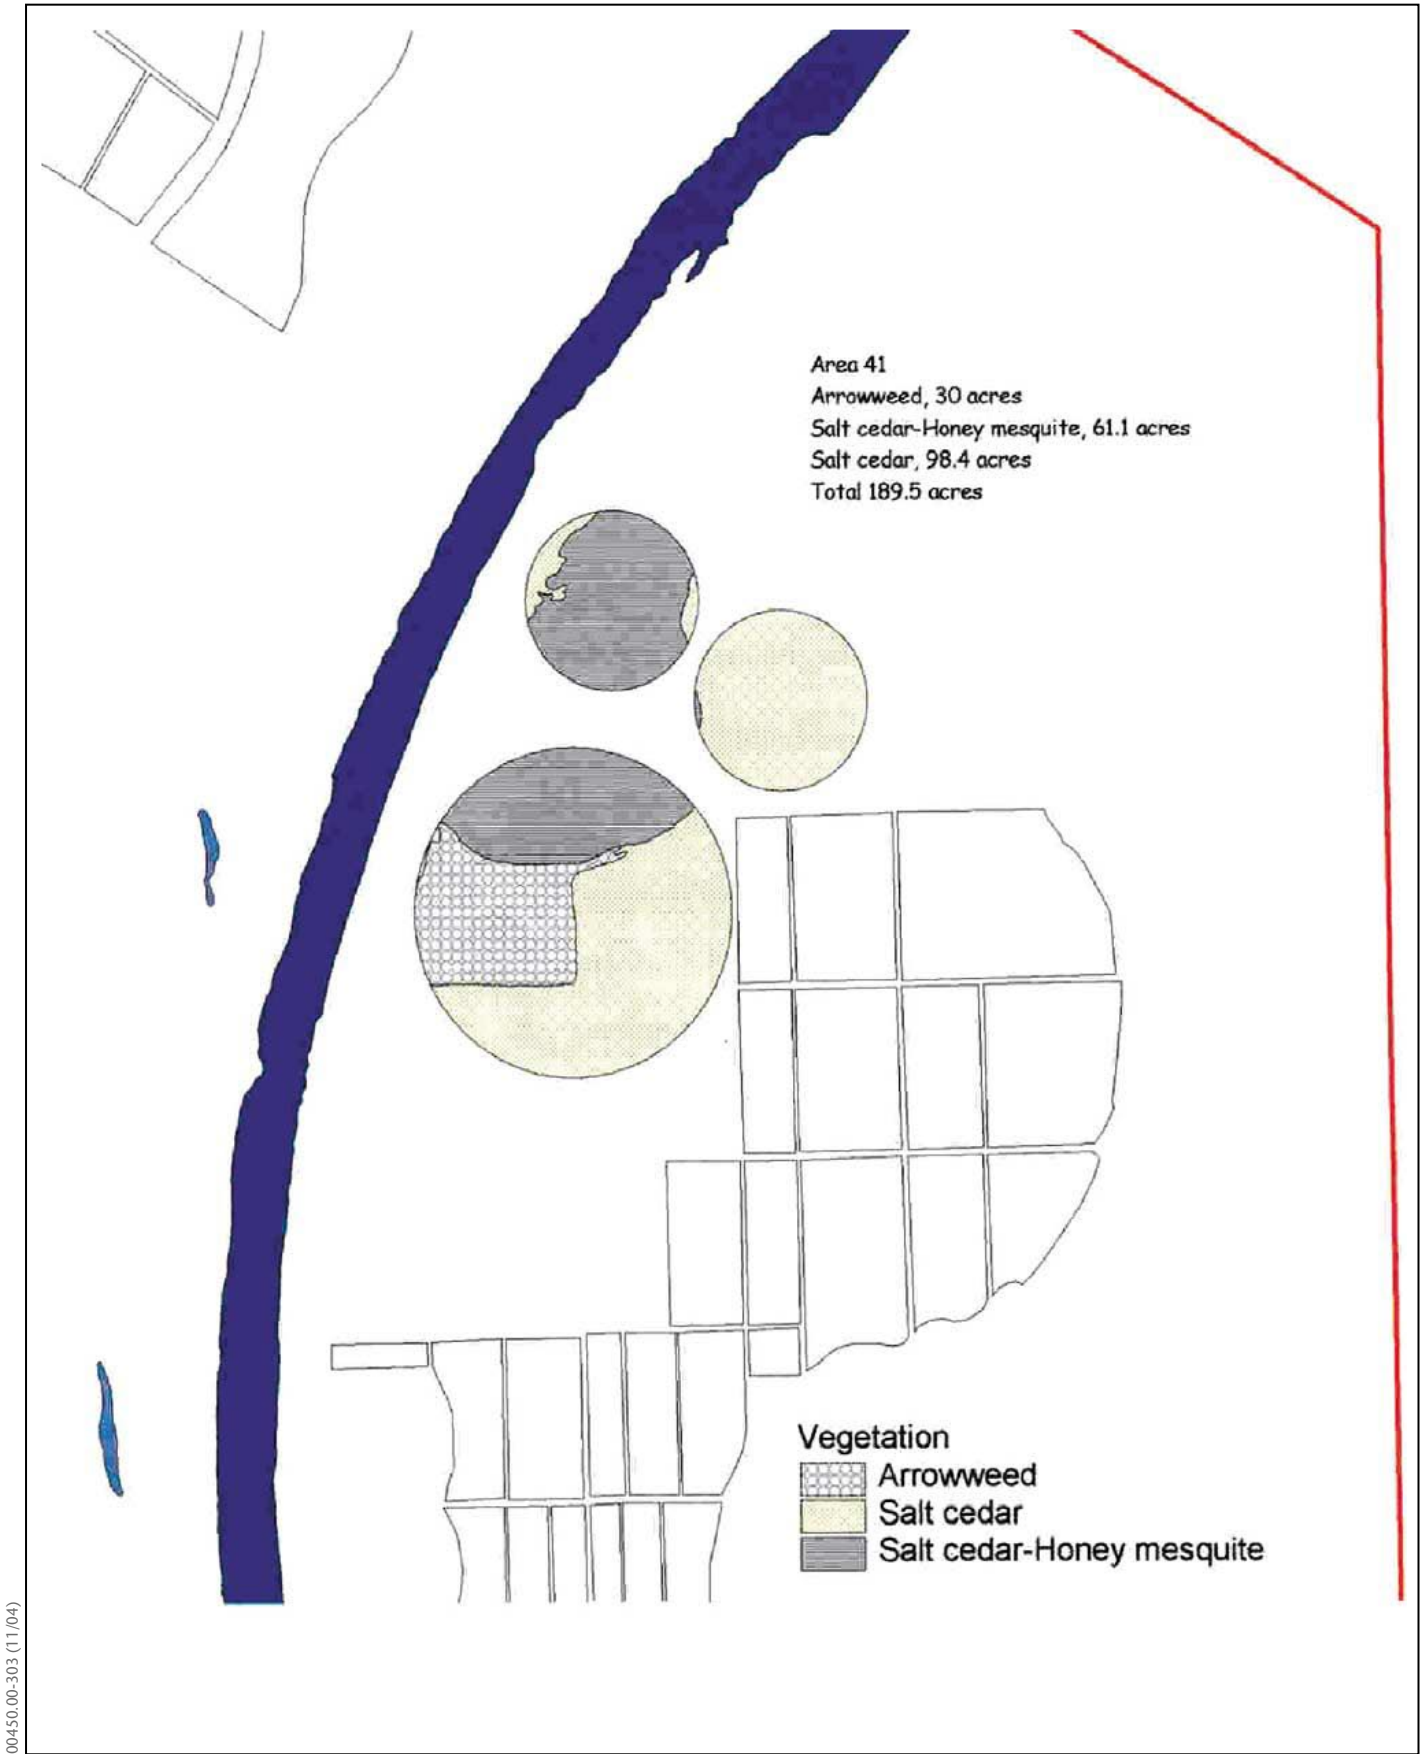 Area 41
Arrowweed, 30 acres
Salt cedar-Honey mesquite, 61.1 acres
Salt cedar, 98.4 acres
Total 189.5 acres
Vegetation
Arrowweed
Salt cedar
Salt cedar-Honey mesquite
00450.00-303 (11/04)